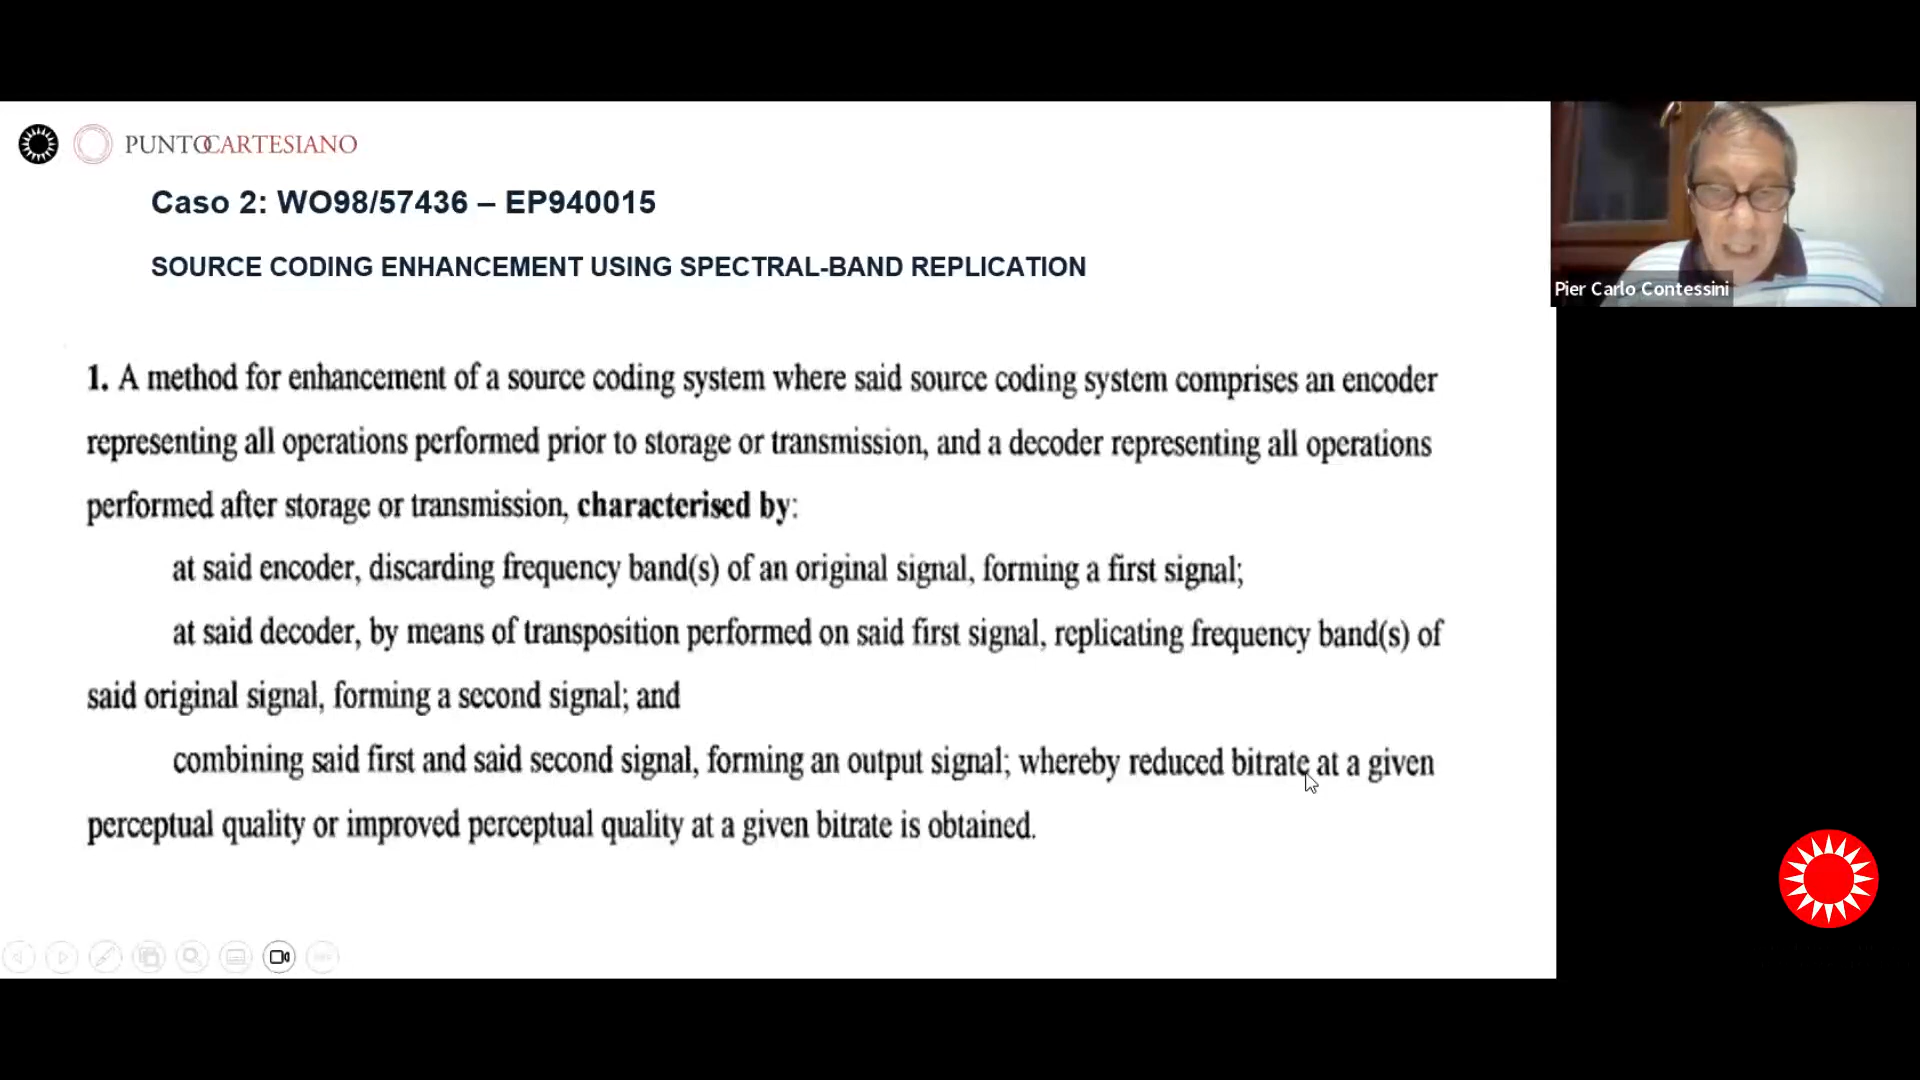 PUNTOCARTESIANO
Caso 2: WO98/57436 – EP940015
SOURCE CODING ENHANCEMENT USING SPECTRAL-BAND REPLICATION
Pier Carlo Contessini
1. A method for enhancement of a source coding system where said source coding system comprises an encoder
representing all operations performed prior to storage or transmission, and a decoder representing all operations
performed after storage or transmission, characterised by:
at said encoder, discarding frequency band(s) of an original signal, forming a first signal;
at said decoder, by means of transposition performed on said first signal, replicating frequency band(s) of
said original signal, forming a second signal; and
combining said first and said second signal, forming an output signal; whereby reduced bitrate at a given
perceptual quality or improved perceptual quality at a given bitrate is obtained.